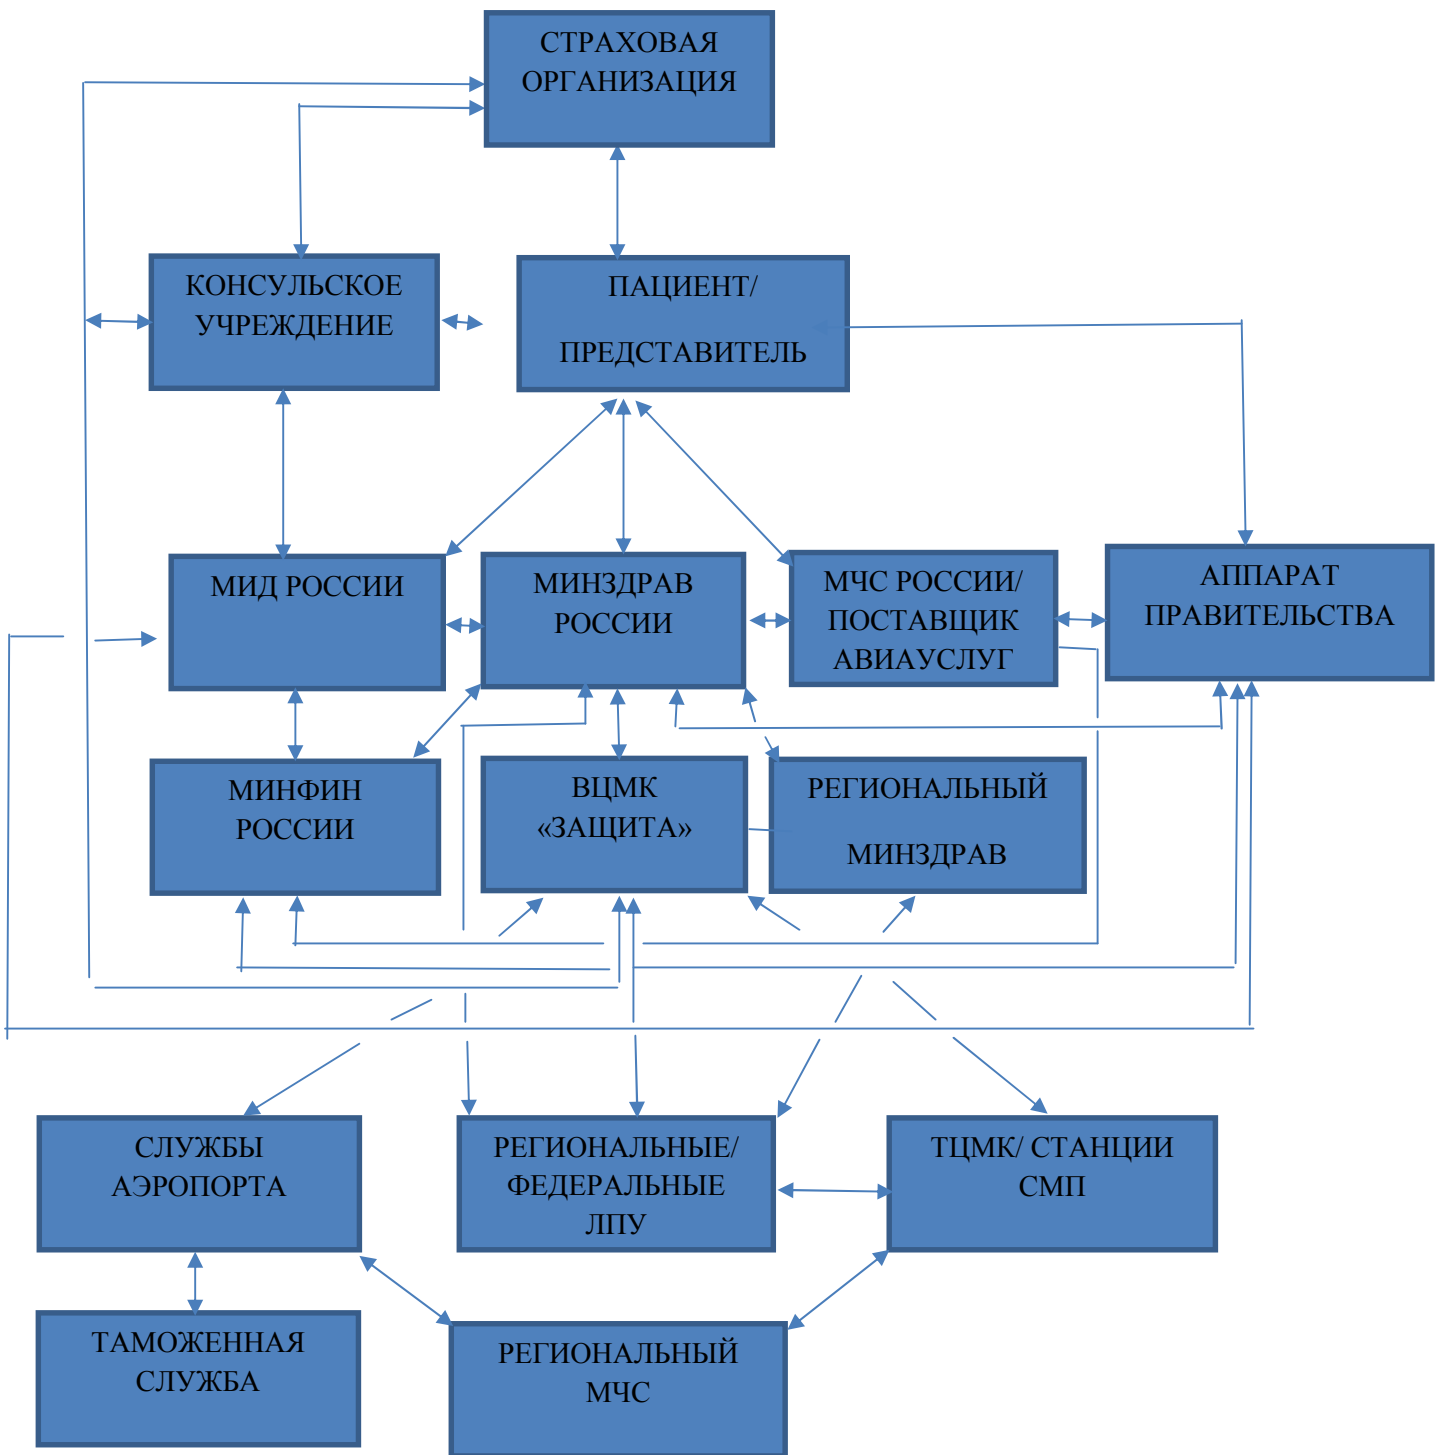 СТРАХОВАЯ
ОРГАНИЗАЦИЯ
КОНСУЛЬСКОЕ
УЧРЕЖДЕНИЕ
ПАЦИЕНТ/
ПРЕДСТАВИТЕЛЬ
МИД РОССИИ
МИНЗДРАВ
РОССИИ
МЧС РОССИИ/
ПОСТАВЩИК
АВИАУСЛУГ
АППАРАТ
ПРАВИТЕЛЬСТВА
МИНФИН
РОССИИ
ВЦМК
«ЗАЩИТА»
РЕГИОНАЛЬНЫЙ
МИНЗДРАВ
СЛУЖБЫ
АЭРОПОРТА
РЕГИОНАЛЬНЫЕ/
ФЕДЕРАЛЬНЫЕ
ЛПУ
ТЦМК/ СТАНЦИИ
СМП
ТАМОЖЕННАЯ
СЛУЖБА
РЕГИОНАЛЬНЫЙ
МЧС